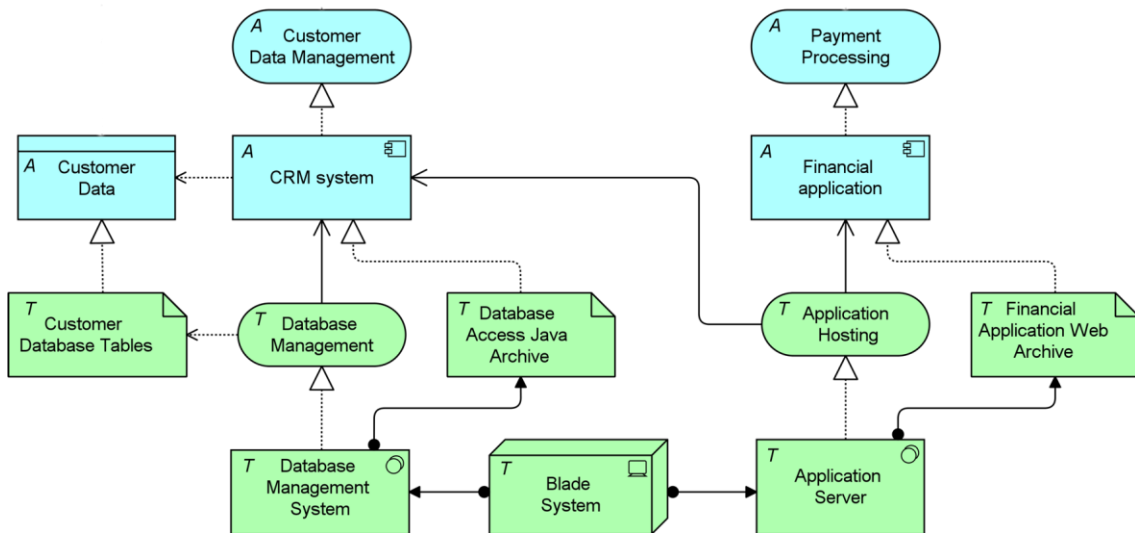 A
Customer
Data Management
A
Payment
Processing
A
Customer
Data
A
CRM system
A
Financial
application
T
Customer
Database Tables
T
Database
Management
T
Database
Access Java
Archive
T
Application
Hosting
T
Financial
Application Web
Archive
T
Database
Management
System
T
Blade
System
T
Application
Server